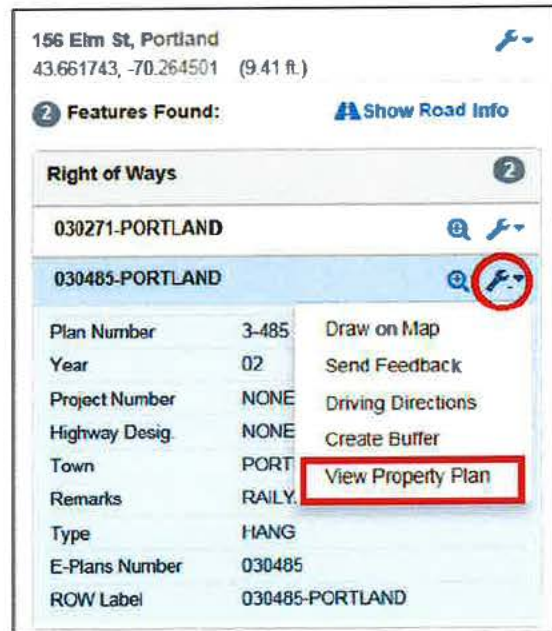 156 Elm St, Portland
43.661743, -70.264501 (9.41 ft.)
2 Features Found: Show Road Info
Right of Ways 2
030271-PORTLAND
030485-PORTLAND
Plan Number 3-485
Year 02
Project Number NONE
Highway Desig. NONE
Town PORT
Remarks RAILY.
Type HANG
E-Plans Number 030485
ROW Label 030485-PORTLAND
Draw on Map
Send Feedback
Driving Directions
Create Buffer
View Property Plan